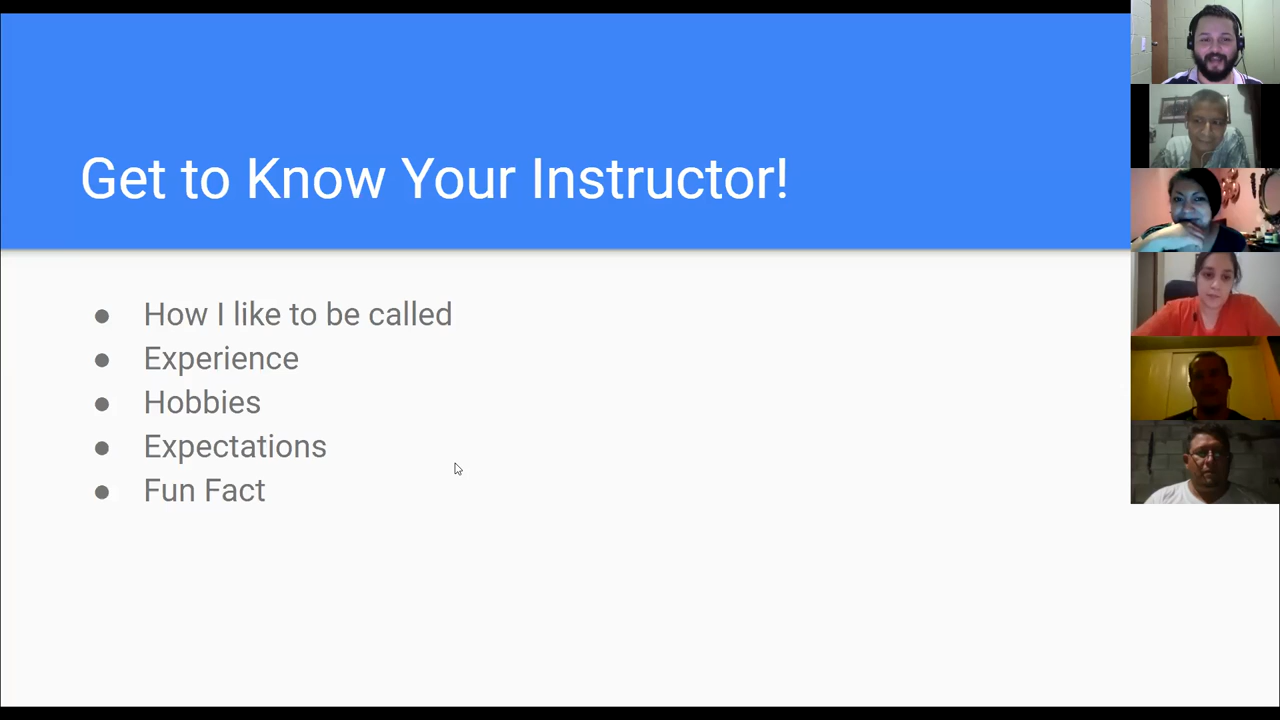 Get to Know Your Instructor!
● How I like to be called
● Experience
● Hobbies
● Expectations
● Fun Fact